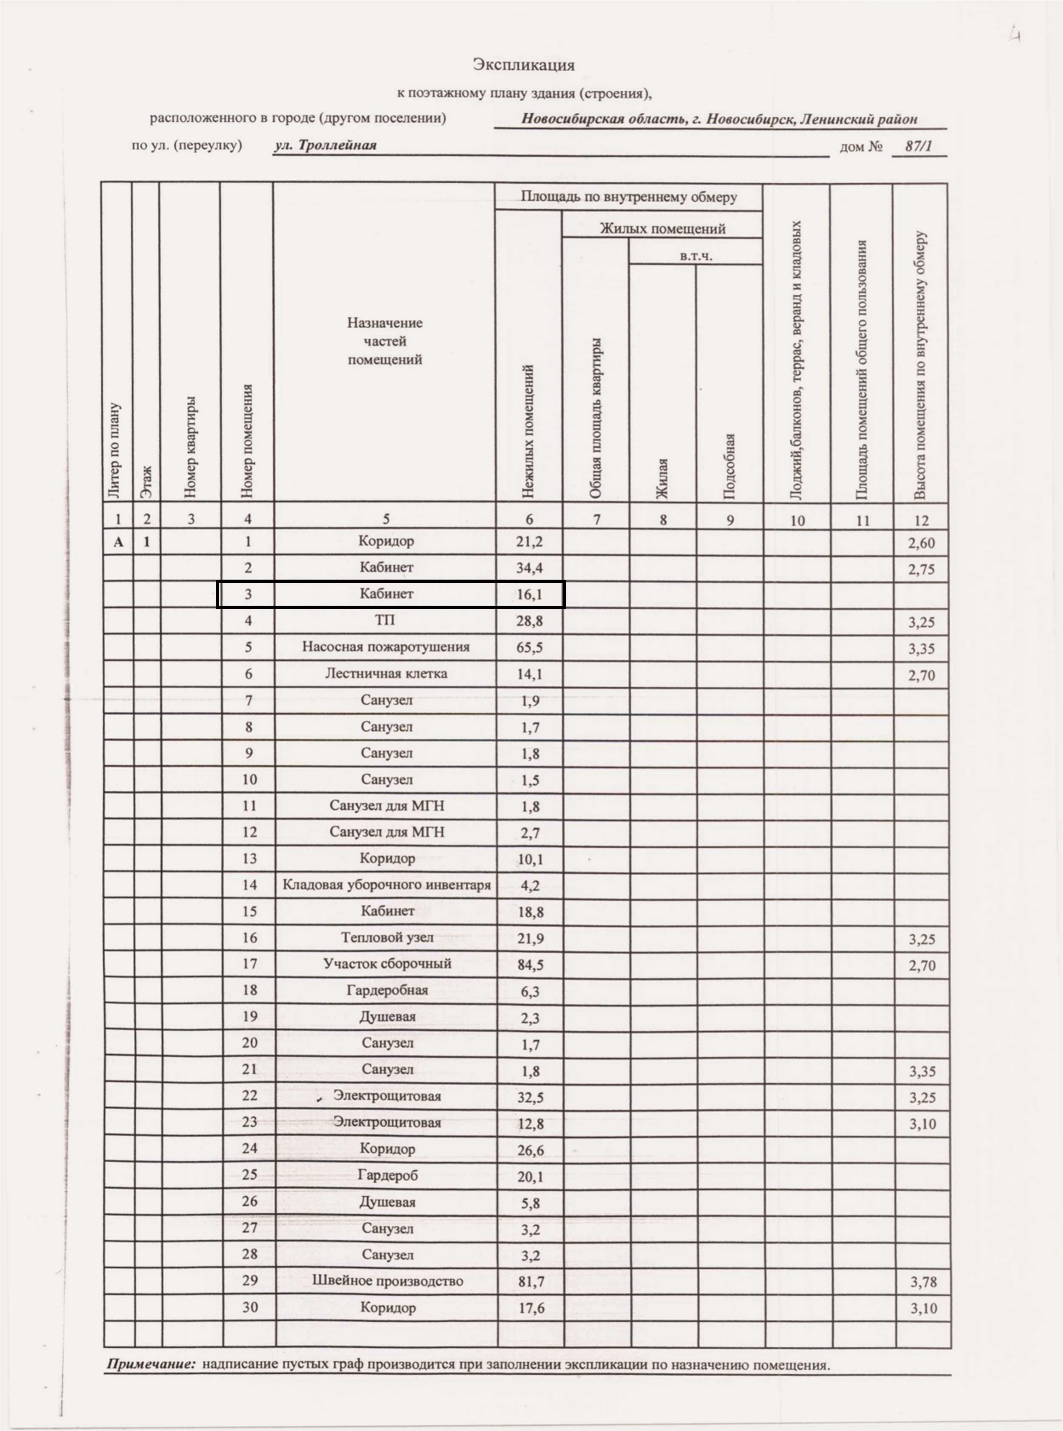 4
Экспликация
к поэтажному плану здания (строения),
расположенного в городе (другом поселении) Новосибирская область, г. Новосибирск, Ленинский район
по ул. (переулку) ул. Троллейная дом № 87/1
Литер по плану
Этаж
Номер квартиры
Номер помещения
Назначение
частей
помещений
Площадь по внутреннему обмеру
Нежилых помещений
Жилых помещений
Общая площадь квартиры
в.т.ч.
Жилая
Подсобная
Лоджий,балконов, террас, веранд и кладовых
Площадь помещений общего пользования
Высота помещения по внутреннему обмеру
1 2 3 4 5 6 7 8 9 10 11 12
А 1 1 Коридор 21,2 2,60
2 Кабинет 34,4 2,75
3 Кабинет 16,1
4 ТП 28,8 3,25
5 Насосная пожаротушения 65,5 3,35
6 Лестничная клетка 14,1 2,70
7 Санузел 1,9
8 Санузел 1,7
9 Санузел 1,8
10 Санузел 1,5
11 Санузел для МГН 1,8
12 Санузел для МГН 2,7
13 Коридор 10,1
14 Кладовая уборочного инвентаря 4,2
15 Кабинет 18,8
16 Тепловой узел 21,9 3,25
17 Участок сборочный 84,5 2,70
18 Гардеробная 6,3
19 Душевая 2,3
20 Санузел 1,7
21 Санузел 1,8 3,35
22 Электрощитовая 32,5 3,25
23 Электрощитовая 12,8 3,10
24 Коридор 26,6
25 Гардероб 20,1
26 Душевая 5,8
27 Санузел 3,2
28 Санузел 3,2
29 Швейное производство 81,7 3,78
30 Коридор 17,6 3,10
Примечание: надписание пустых граф производится при заполнении экспликации по назначению помещения.